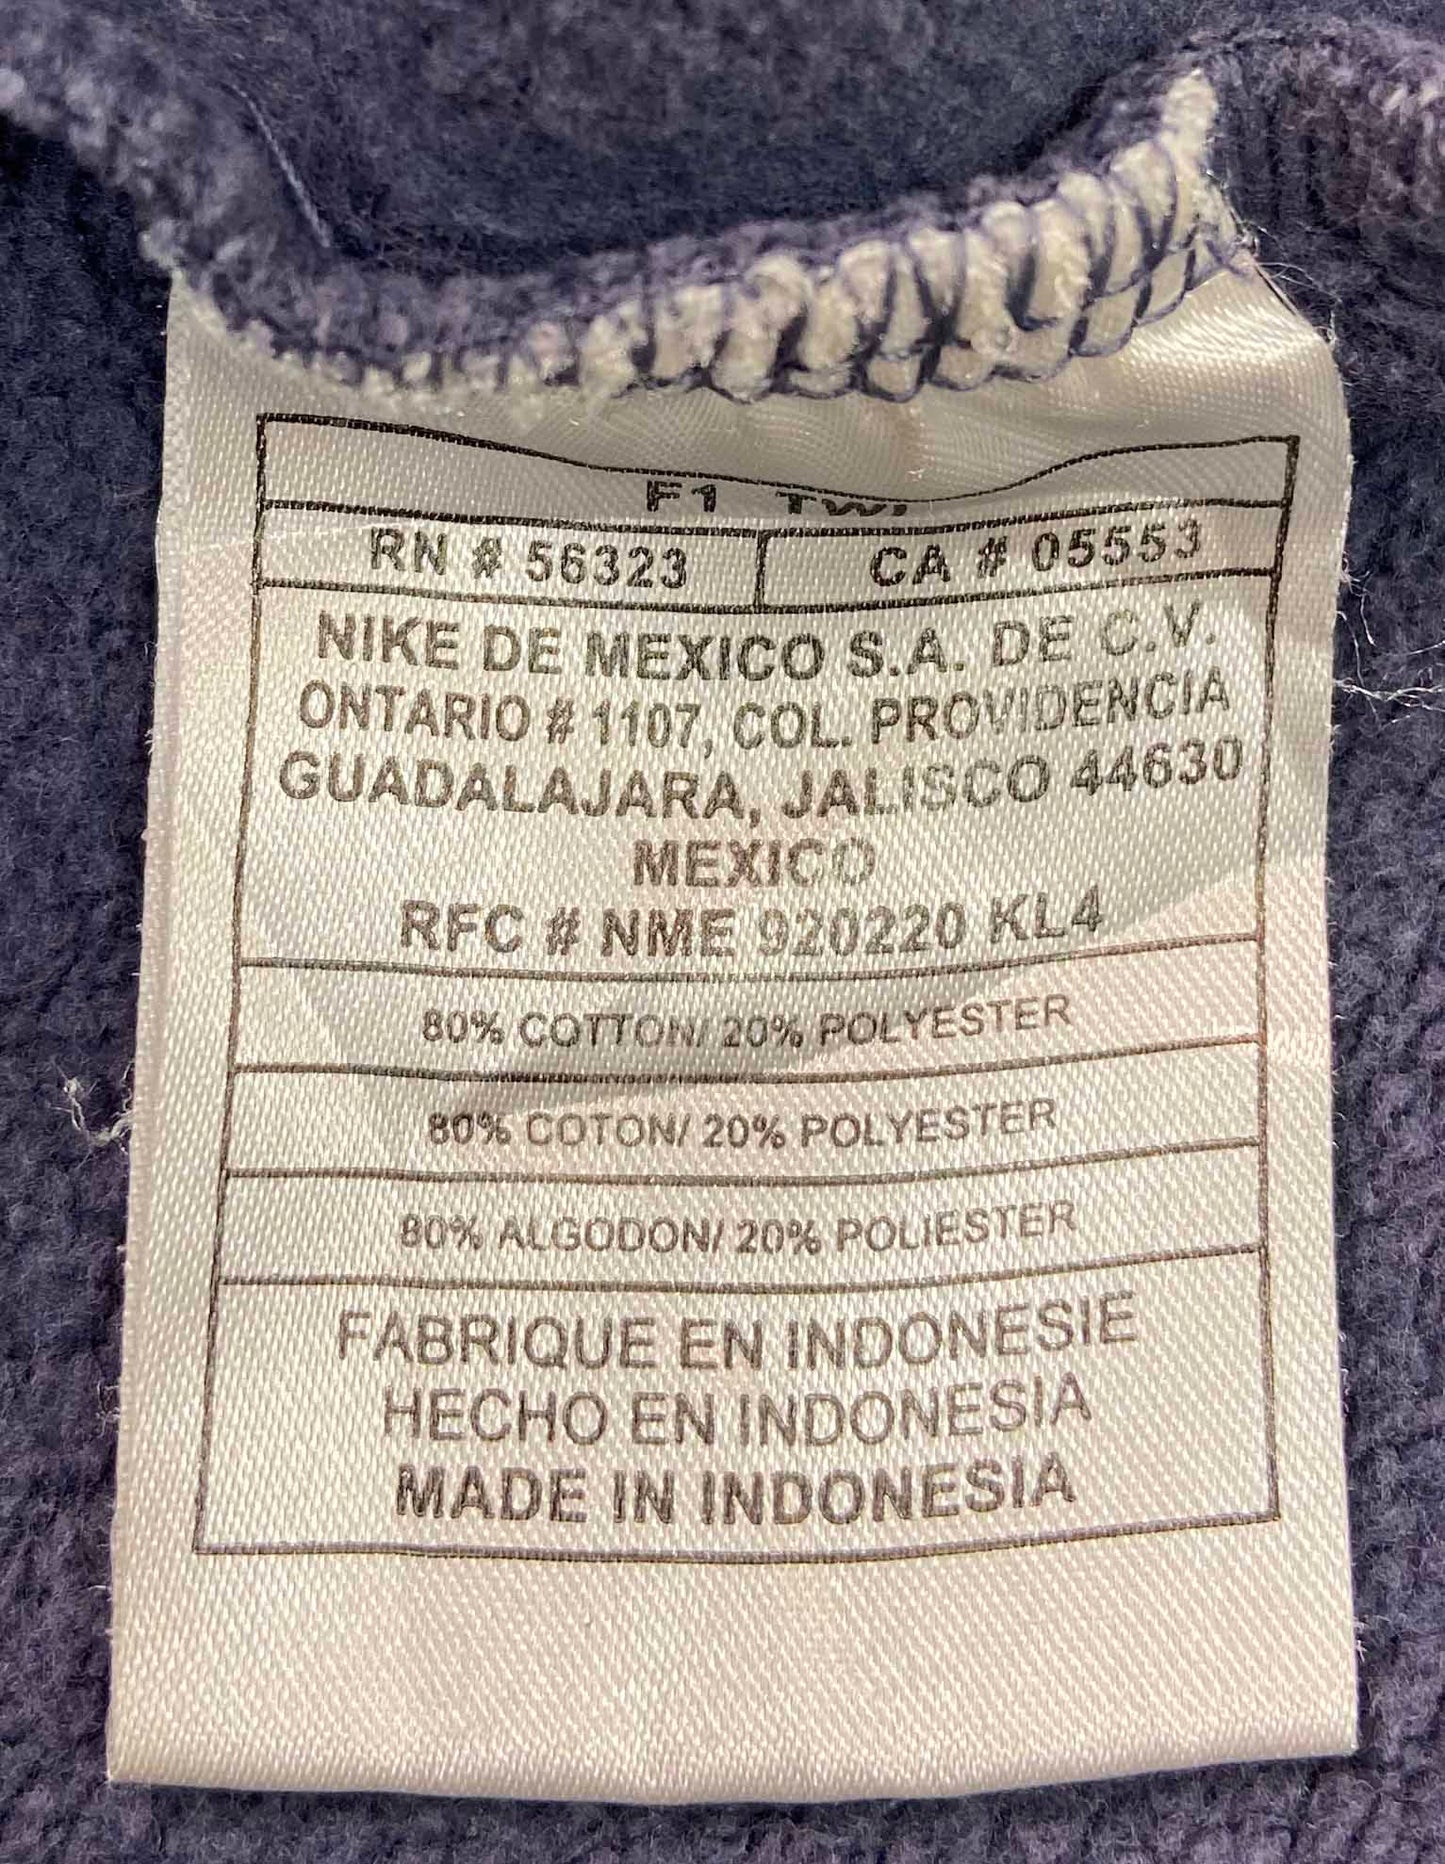 F1
RN # 56323 CA # 05553
NIKE DE MEXICO S.A. DE C.V.
ONTARIO # 1107, COL. PROVIDENCIA
GUADALAJARA, JALISCO 44630
MEXICO
RFC # NME 920220 KL4
80% COTTON/ 20% POLYESTER
80% COTON/ 20% POLYESTER
80% ALGODON/ 20% POLIESTER
FABRIQUE EN INDONESIE
HECHO EN INDONESIA
MADE IN INDONESIA